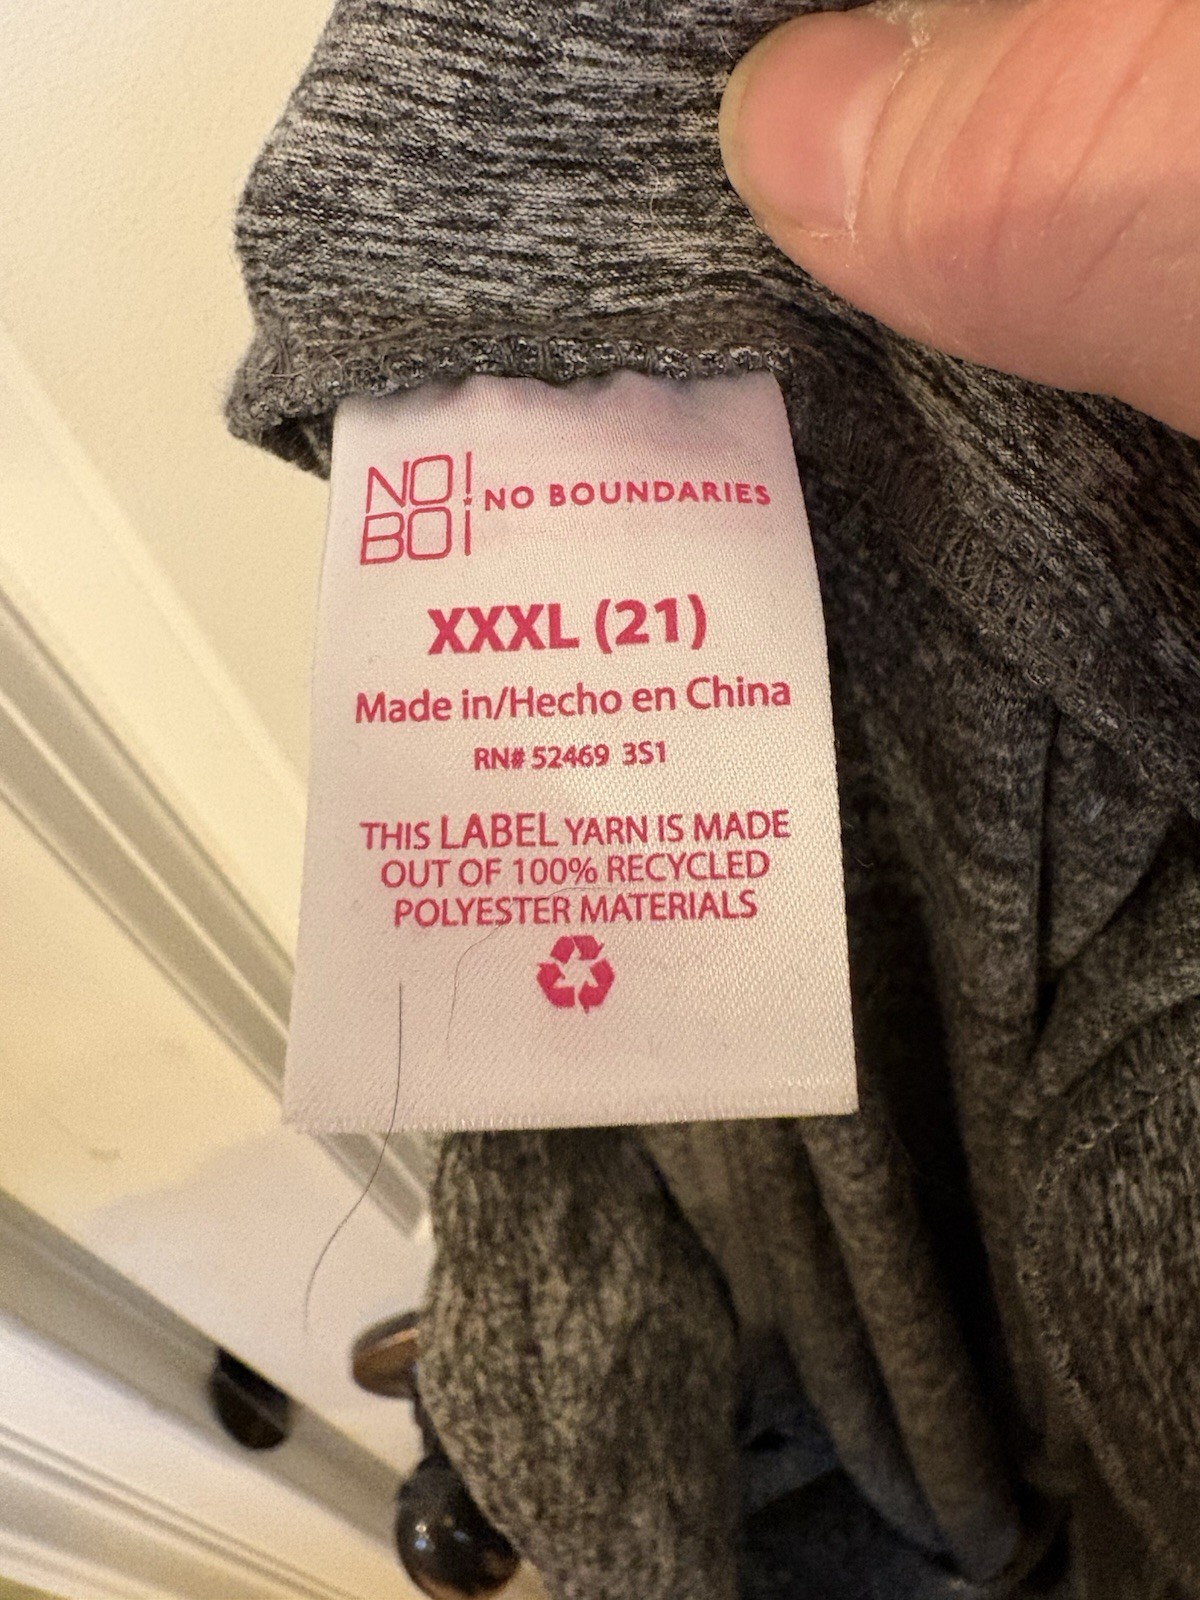 NO!
BO!
NO BOUNDARIES
XXXL (21)
Made in/Hecho en China
RN# 52469 3S1
THIS LABEL YARN IS MADE
OUT OF 100% RECYCLED
POLYESTER MATERIALS